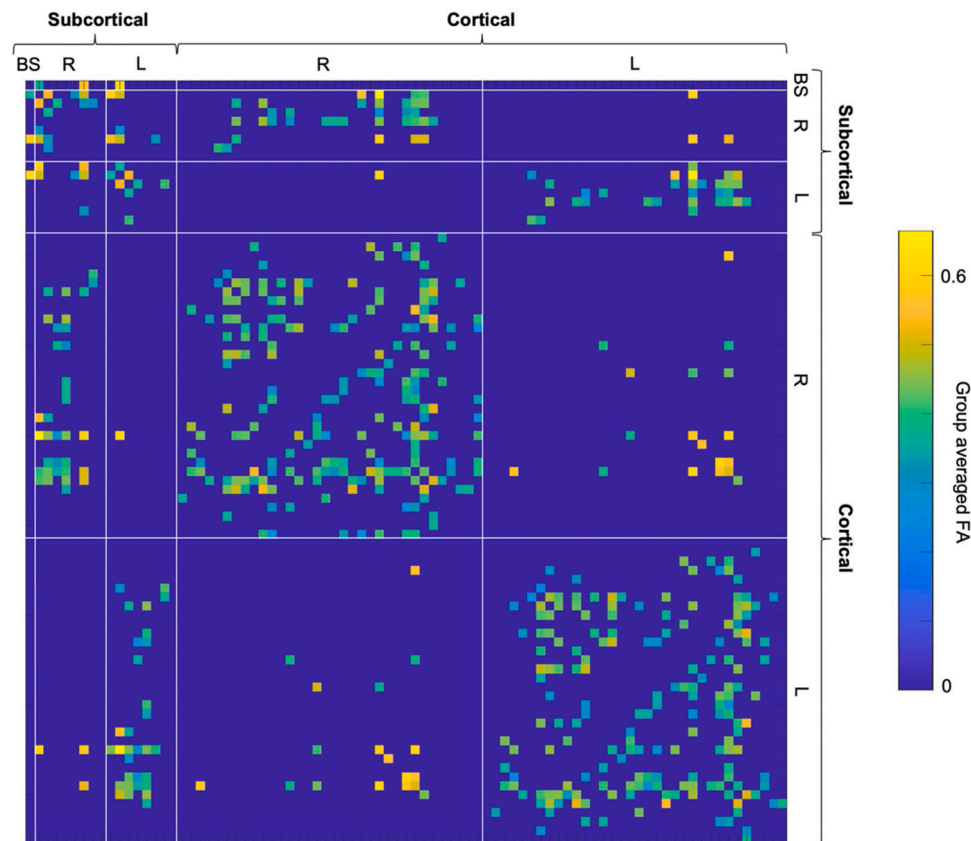 Subcortical
Cortical
BS R L R L
BS
R
L
R
L
Subcortical
Cortical
0.6
0
Group averaged FA